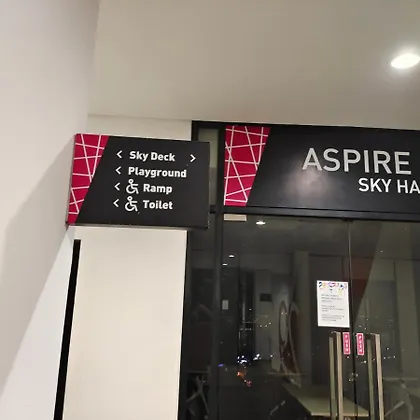 < Sky Deck >
< Playground
< Ramp
< Toilet
ASPIRE
SKY HA